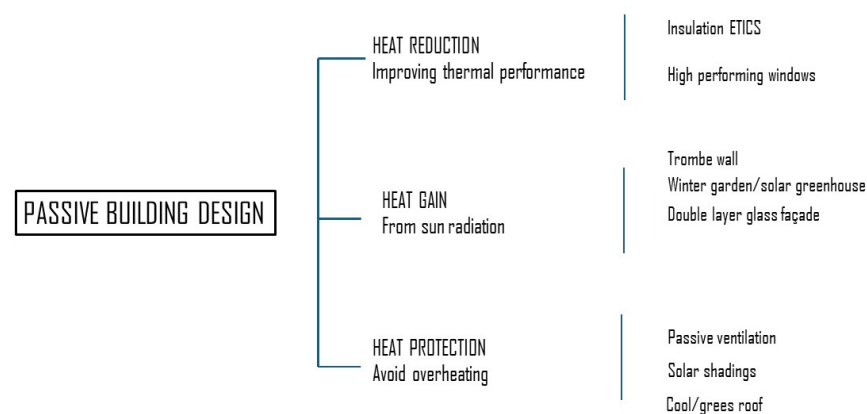 PASSIVE BUILDING DESIGN
HEAT REDUCTION
Improving thermal performance
Insulation ETICS
High performing windows
HEAT GAIN
From sun radiation
Trombe wall
Winter garden/solar greenhouse
Double layer glass façade
HEAT PROTECTION
Avoid overheating
Passive ventilation
Solar shadings
Cool/grees roof